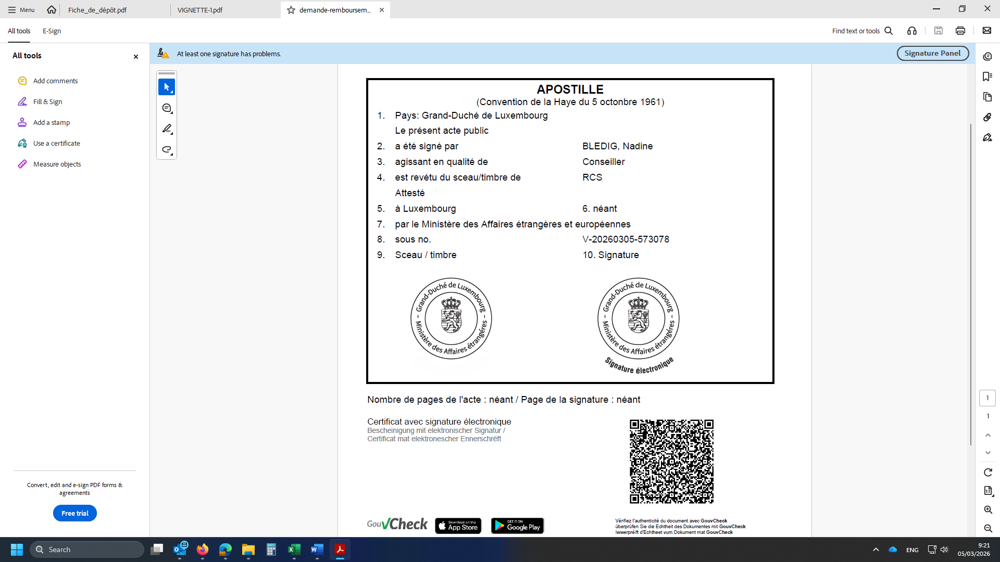 Menu
Fiche_de_dépôt.pdf
VIGNETTE-1.pdf
demande-remboursem...
All tools
E-Sign
Find text or tools
All tools
At least one signature has problems.
Signature Panel
Add comments
Fill & Sign
Add a stamp
Use a certificate
Measure objects
Convert, edit and e-sign PDF forms &
agreements
Free trial
APOSTILLE
(Convention de la Haye du 5 octonbre 1961)
1. Pays: Grand-Duché de Luxembourg
Le présent acte public
2. a été signé par BLEDIG, Nadine
3. agissant en qualité de Conseiller
4. est revétu du sceau/timbre de RCS
Attesté
5. à Luxembourg 6. néant
7. par le Ministère des Affaires étrangères et européennes
8. sous no. V-20260305-573078
9. Sceau / timbre 10. Signature
- Grand-Duché de Luxembourg -
Ministère des Affaires étrangéres
- Grand-Duché de Luxembourg -
Ministère des Affaires étrangéres
Signature électronique
Nombre de pages de l'acte : néant / Page de la signature : néant
Certificat avec signature électronique
Bescheinigung mit elektronischer Signatur /
Certificat mat elektronescher Ennerschrëft
GouvCheck
Download on the
App Store
GET IT ON
Google Play
Vérifiez l'authenticité du document avec GouvCheck
überprüfen Sie die Echtheit des Dokumentes mit GouvCheck
Iwwerpréift d'Echtheet vum Dokument mat GouvCheck
1
1
1:1
Search
ENG
9:21
05/03/2026